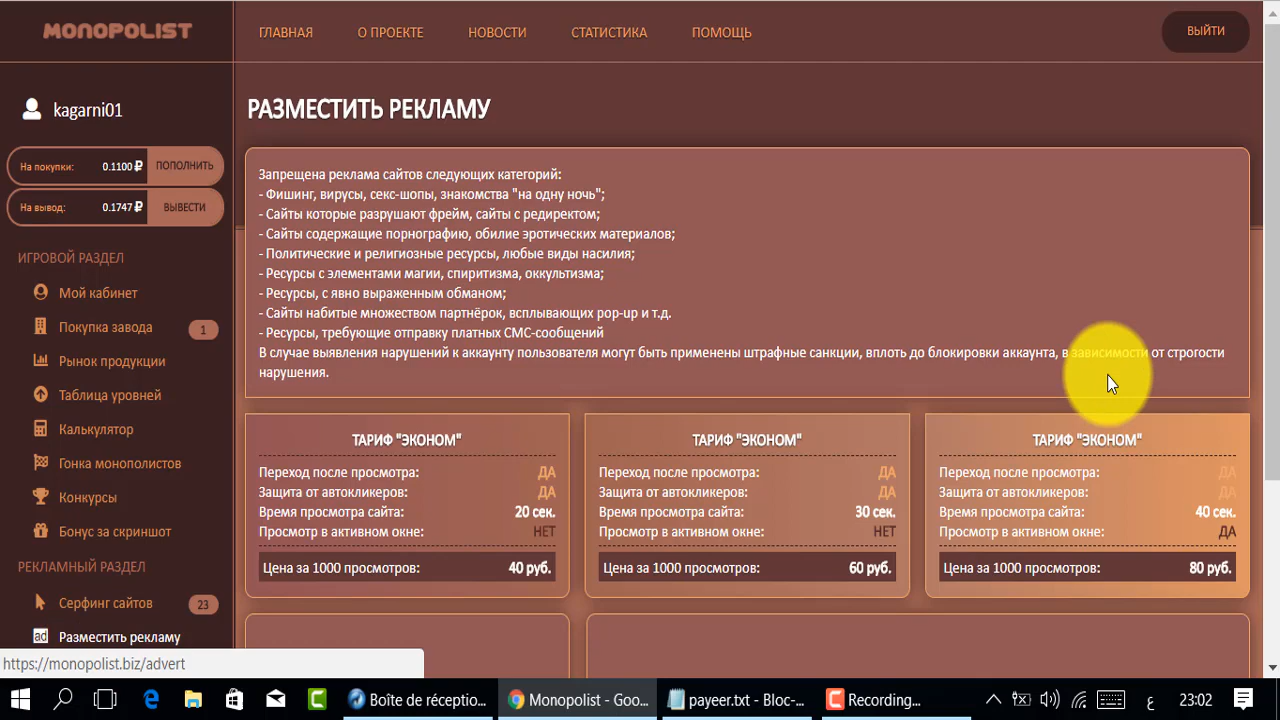 MONOPOLIST
ГЛАВНАЯ О ПРОЕКТЕ НОВОСТИ СТАТИСТИКА ПОМОЩЬ ВЫЙТИ
kagarni01
На покупки: 0.1100 ₽ ПОПОЛНИТЬ
На вывод: 0.1747 ₽ ВЫВЕСТИ
ИГРОВОЙ РАЗДЕЛ
Мой кабинет
Покупка завода 1
Рынок продукции
Таблица уровней
Калькулятор
Гонка монополистов
Конкурсы
Бонус за скриншот
РЕКЛАМНЫЙ РАЗДЕЛ
Серфинг сайтов 23
ad Разместить рекламу
https://monopolist.biz/advert
РАЗМЕСТИТЬ РЕКЛАМУ
Запрещена реклама сайтов следующих категорий:
- Фишинг, вирусы, секс-шопы, знакомства "на одну ночь";
- Сайты которые разрушают фрейм, сайты с редиректом;
- Сайты содержащие порнографию, обилие эротических материалов;
- Политические и религиозные ресурсы, любые виды насилия;
- Ресурсы с элементами магии, спиритизма, оккультизма;
- Ресурсы, с явно выраженным обманом;
- Сайты набитые множеством партнёрок, всплывающих pop-up и т.д.
- Ресурсы, требующие отправку платных СМС-сообщений
В случае выявления нарушений к аккаунту пользователя могут быть применены штрафные санкции, вплоть до блокировки аккаунта, в зависимости от строгости
нарушения.
ТАРИФ "ЭКОНОМ"
Переход после просмотра: ДА
Защита от автокликеров: ДА
Время просмотра сайта: 20 сек.
Просмотр в активном окне: НЕТ
Цена за 1000 просмотров: 40 руб.
ТАРИФ "ЭКОНОМ"
Переход после просмотра: ДА
Защита от автокликеров: ДА
Время просмотра сайта: 30 сек.
Просмотр в активном окне: НЕТ
Цена за 1000 просмотров: 60 руб.
ТАРИФ "ЭКОНОМ"
Переход после просмотра: ДА
Защита от автокликеров: ДА
Время просмотра сайта: 40 сек.
Просмотр в активном окне: ДА
Цена за 1000 просмотров: 80 руб.
Boîte de réceptio... Monopolist - Goo... payeer.txt - Bloc-... Recording... ع 23:02